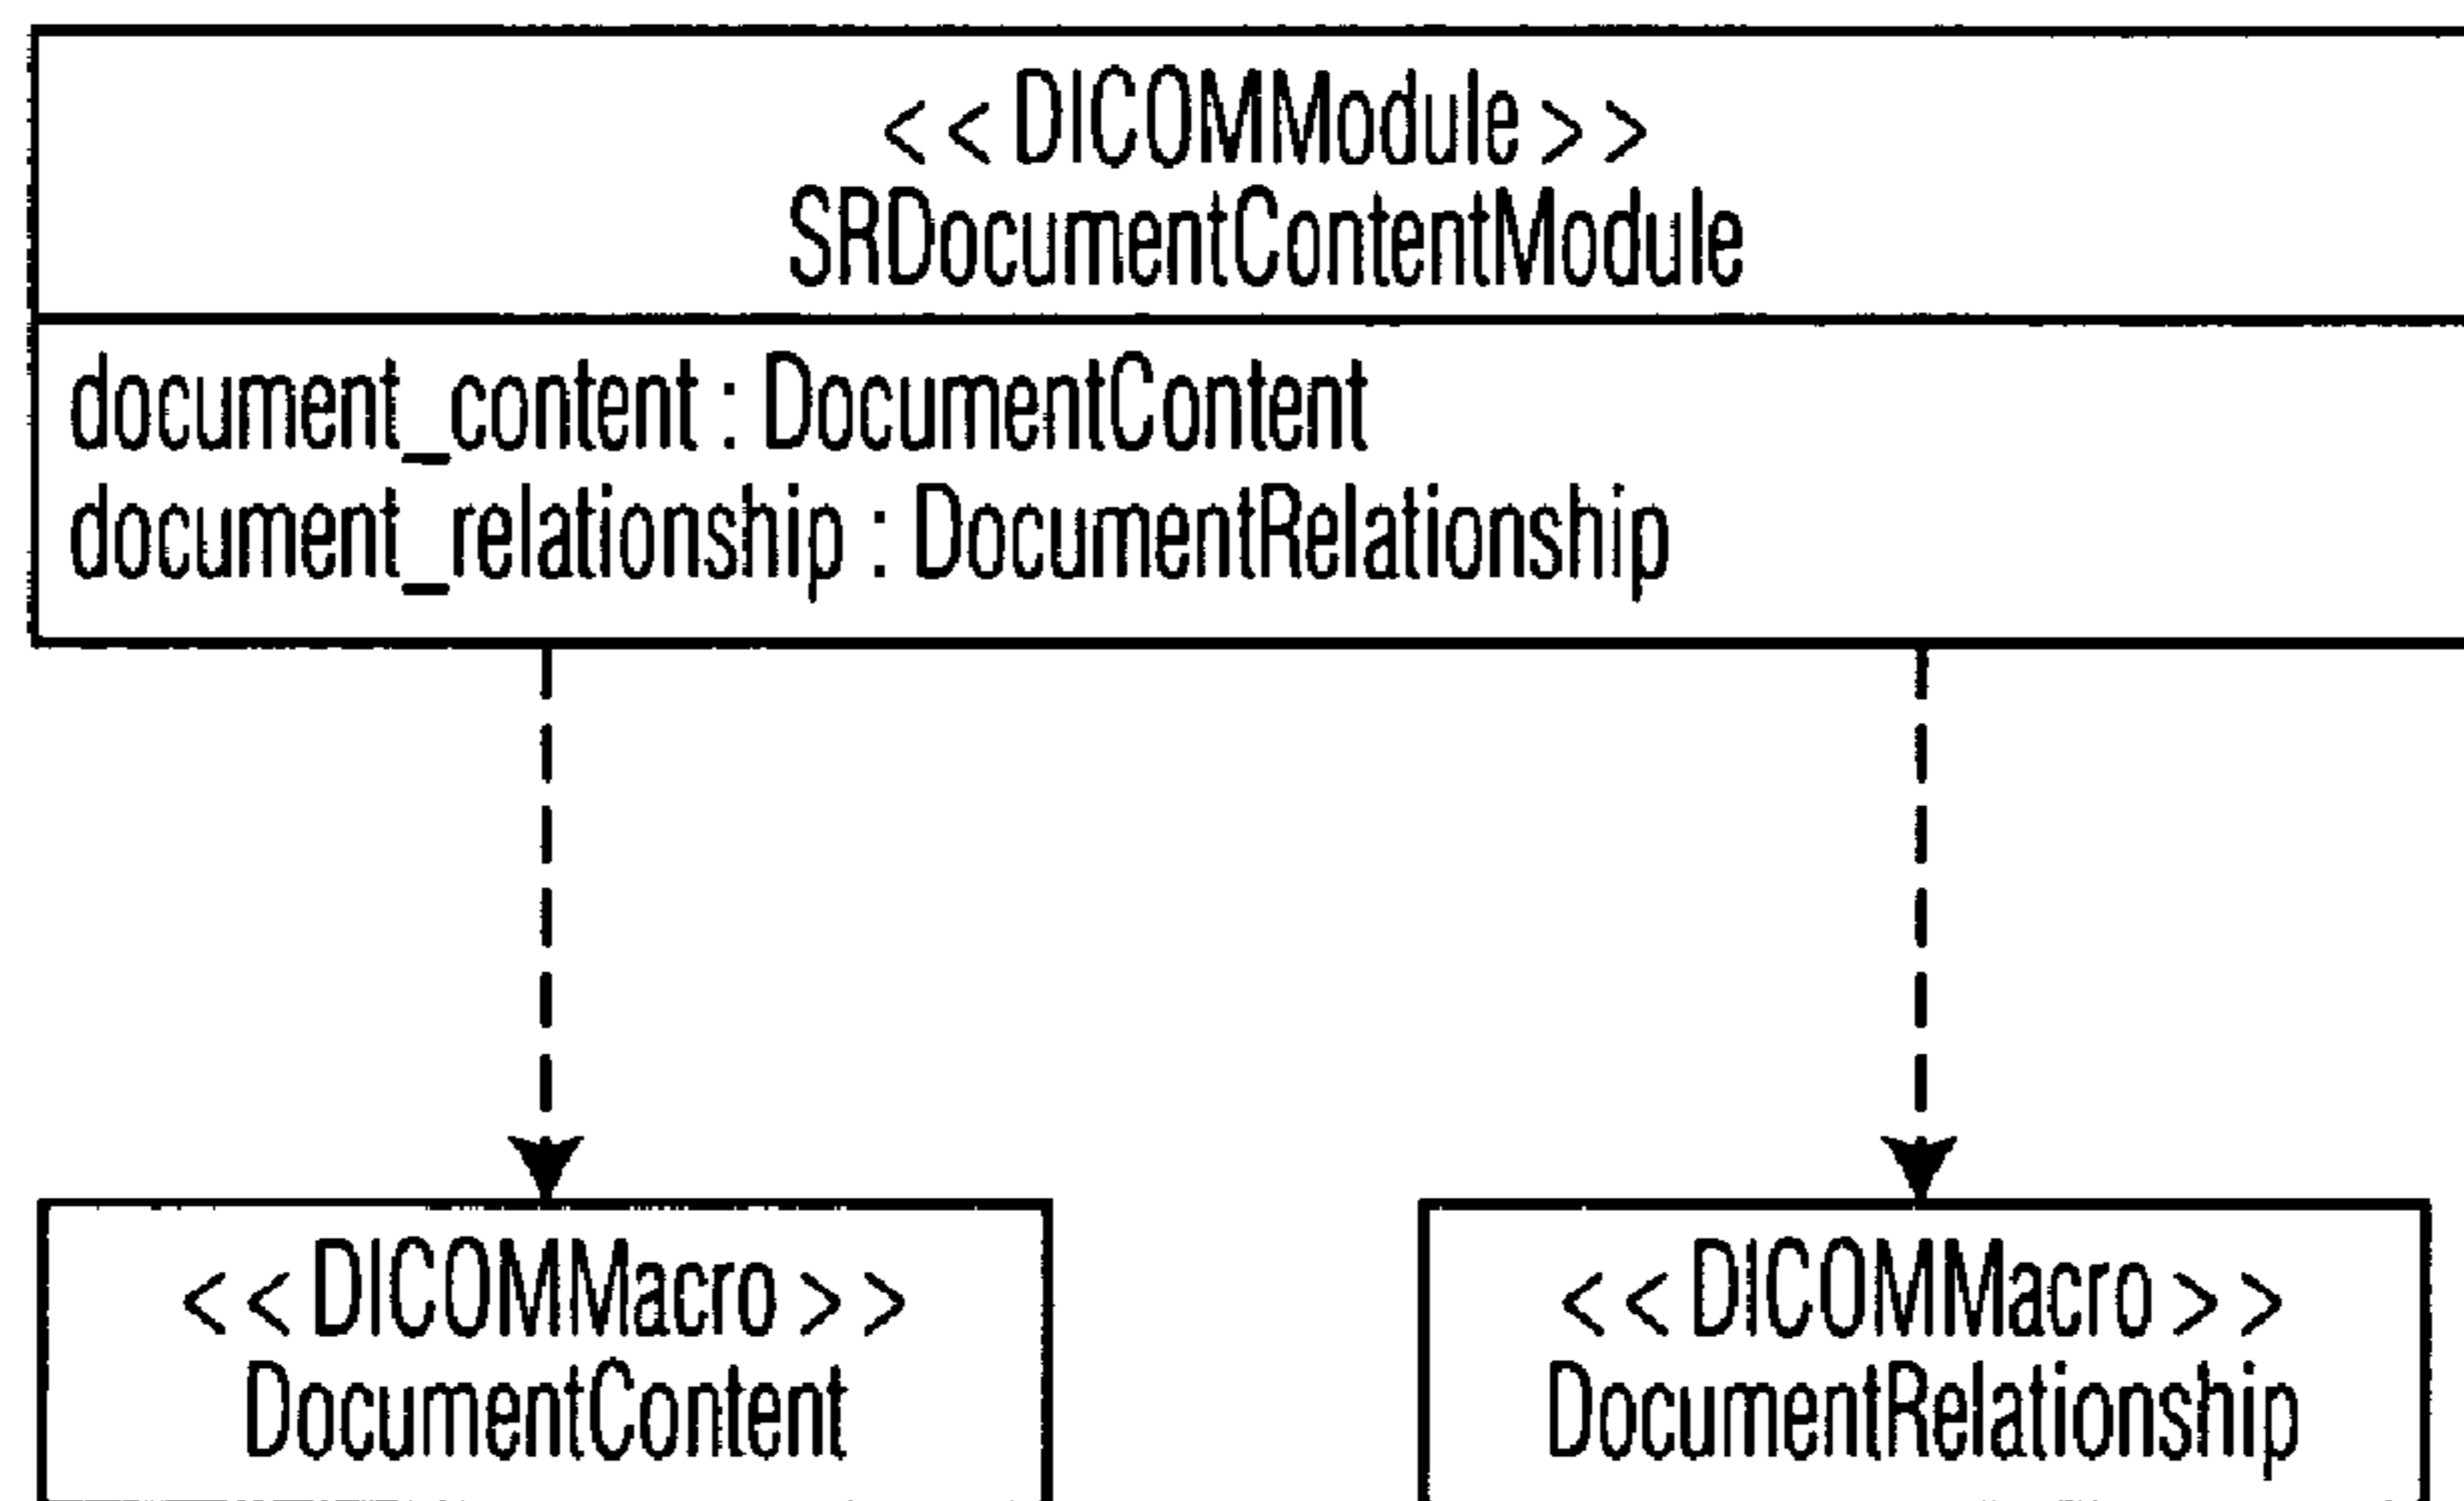 << DICOMModule >>
SRDocumentContentModule
document_content : DocumentContent
document_relationship : DocumentRelationship
<< DICOMMacro >>
DocumentContent
<< DICOMMacro >>
DocumentRelationship